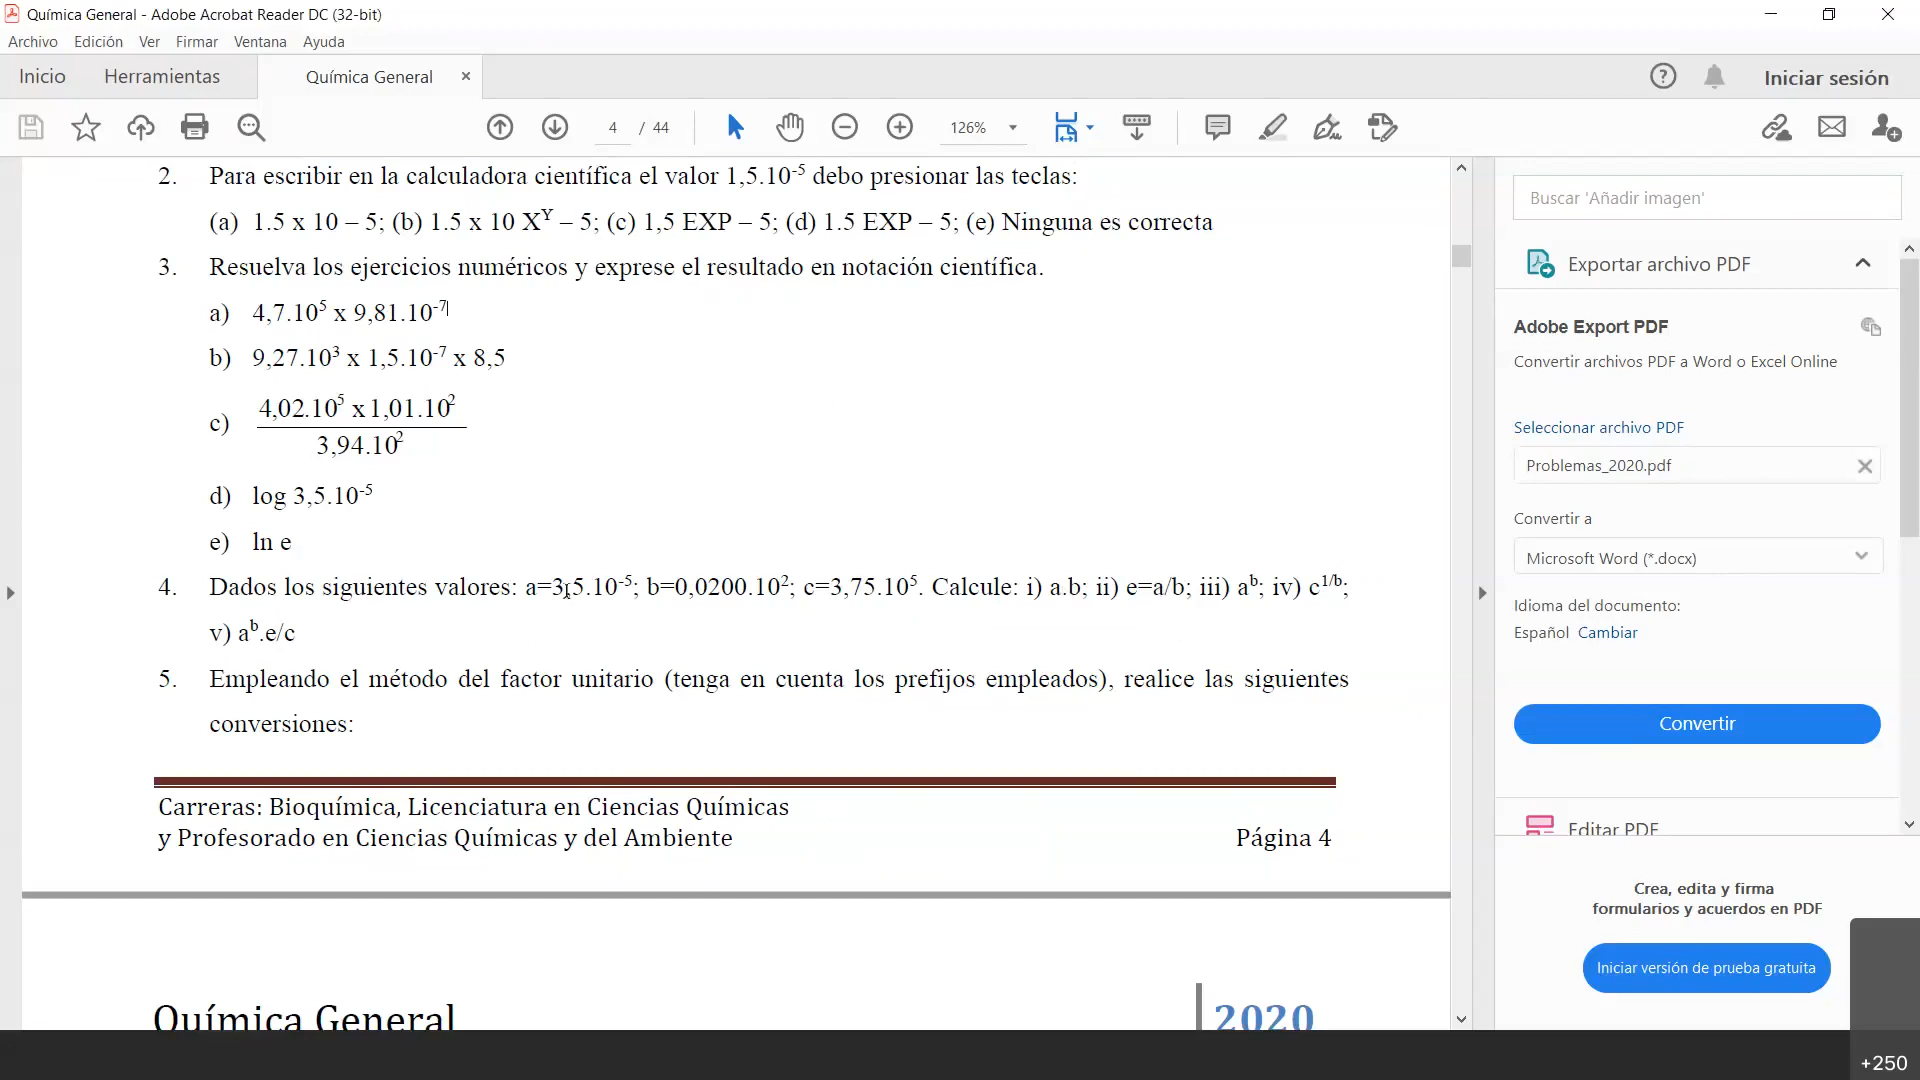 Química General - Adobe Acrobat Reader DC (32-bit)
Archivo Edición Ver Firmar Ventana Ayuda
Inicio Herramientas Química General × Iniciar sesión
4 / 44 126%
2. Para escribir en la calculadora científica el valor 1,5.10⁻⁵ debo presionar las teclas:
(a) 1.5 x 10 – 5; (b) 1.5 x 10 Xʸ – 5; (c) 1,5 EXP – 5; (d) 1.5 EXP – 5; (e) Ninguna es correcta
3. Resuelva los ejercicios numéricos y exprese el resultado en notación científica.
a) 4,7.10⁵ x 9,81.10⁻⁷
b) 9,27.10³ x 1,5.10⁻⁷ x 8,5
c) 4,02.10⁵ x 1,01.10²
3,94.10²
d) log 3,5.10⁻⁵
e) ln e
4. Dados los siguientes valores: a=3,5.10⁻⁵; b=0,0200.10²; c=3,75.10⁵. Calcule: i) a.b; ii) e=a/b; iii) aᵇ; iv) c¹ᐟᵇ;
v) aᵇ.e/c
5. Empleando el método del factor unitario (tenga en cuenta los prefijos empleados), realice las siguientes
conversiones:
Carreras: Bioquímica, Licenciatura en Ciencias Químicas
y Profesorado en Ciencias Químicas y del Ambiente Página 4
Química General 2020
Buscar 'Añadir imagen'
Exportar archivo PDF
Adobe Export PDF
Convertir archivos PDF a Word o Excel Online
Seleccionar archivo PDF
Problemas_2020.pdf
Convertir a
Microsoft Word (*.docx)
Idioma del documento:
Español Cambiar
Convertir
Editar PDF
Crea, edita y firma
formularios y acuerdos en PDF
Iniciar versión de prueba gratuita
+250